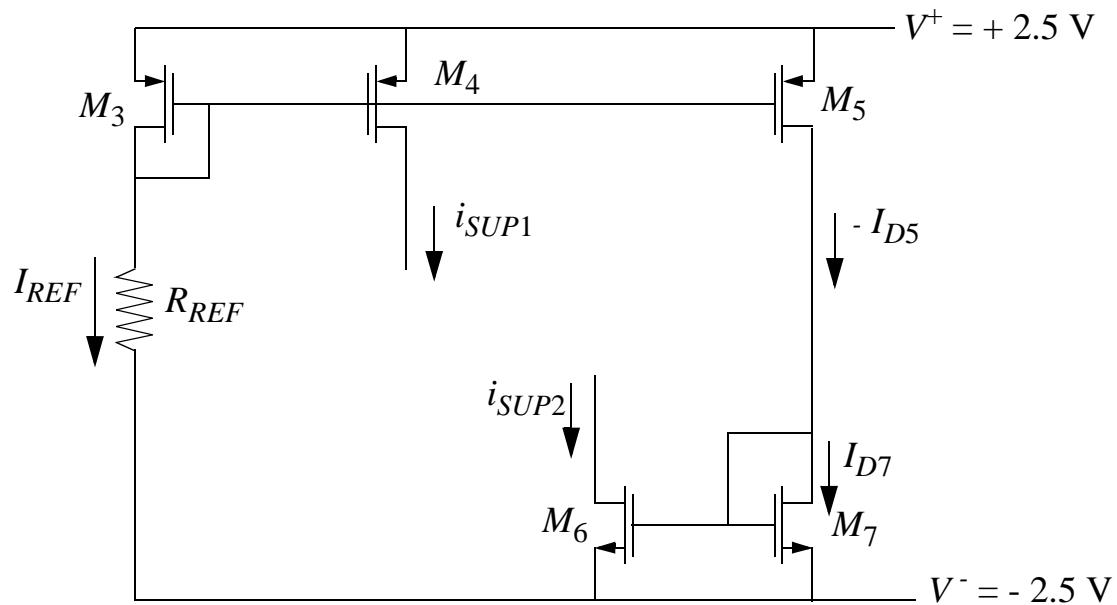 V⁺ = + 2.5 V
M₃
M₄
M₅
i_SUP1
- I_D5
I_REF
R_REF
i_SUP2
I_D7
M₆
M₇
V⁻ = - 2.5 V